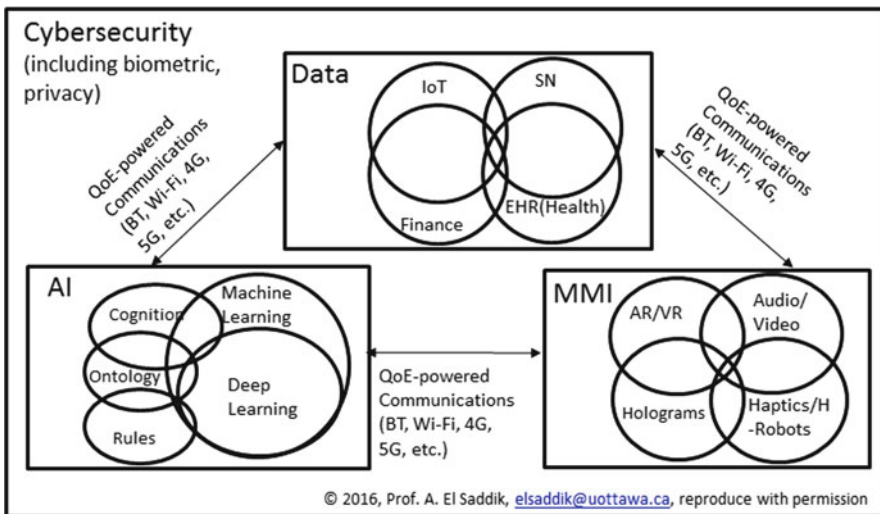 Cybersecurity
(including biometric,
privacy)
Data
IoT
SN
Finance
EHR(Health)
QoE-powered
Communications
(BT, Wi-Fi, 4G,
5G, etc.)
QoE-powered
Communications
(BT, Wi-Fi, 4G,
5G, etc.)
AI
Cognition
Machine
Learning
Ontology
Deep
Learning
Rules
QoE-powered
Communications
(BT, Wi-Fi, 4G,
5G, etc.)
MMI
AR/VR
Audio/
Video
Holograms
Haptics/H
-Robots
© 2016, Prof. A. El Saddik, elsaddik@uottawa.ca, reproduce with permission